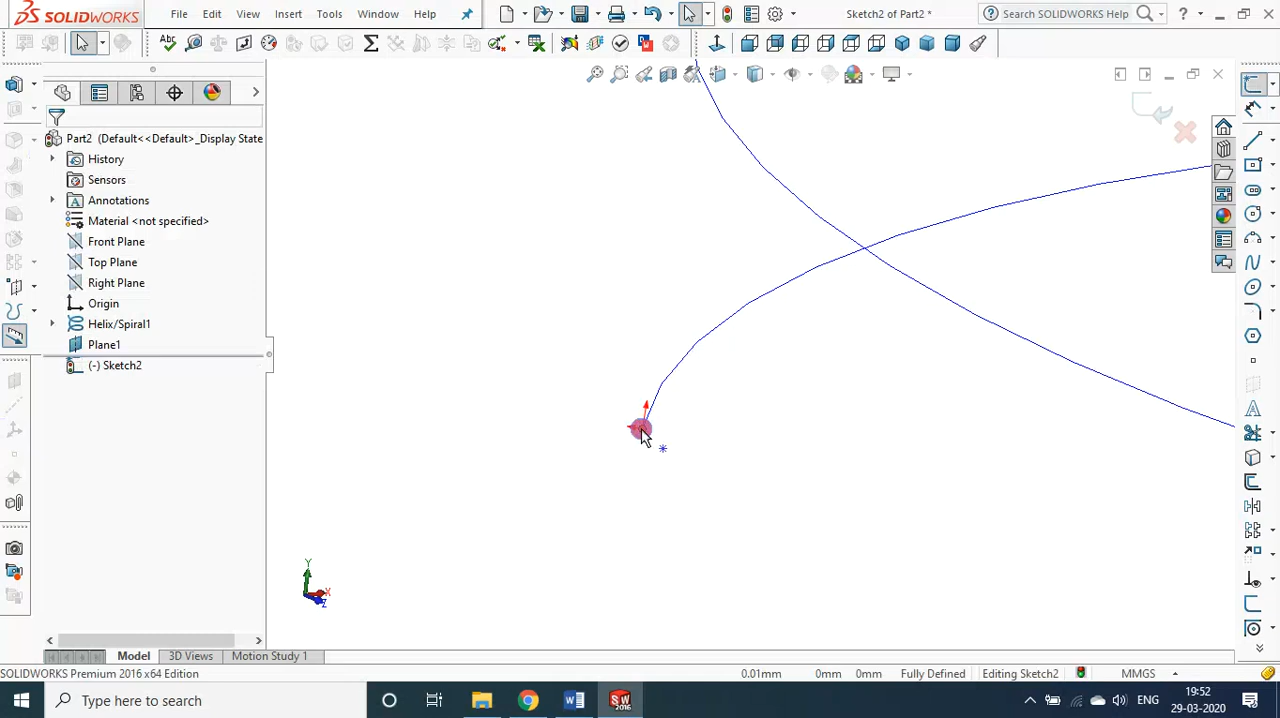 SOLIDWORKS
File
Edit
View
Insert
Tools
Window
Help
Sketch2 of Part2 *
Search SOLIDWORKS Help
?
Part2 (Default<<Default>_Display State
History
Sensors
Annotations
Material <not specified>
Front Plane
Top Plane
Right Plane
Origin
Helix/Spiral1
Plane1
(-) Sketch2
Y
X
Z
Model
3D Views
Motion Study 1
SOLIDWORKS Premium 2016 x64 Edition
0.01mm
0mm
0mm
Fully Defined
Editing Sketch2
MMGS
Type here to search
ENG
19:52
29-03-2020